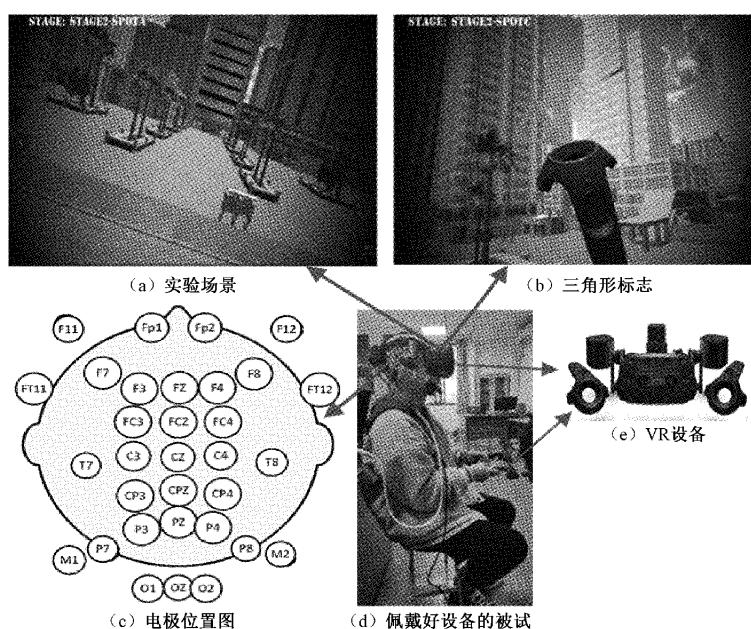 STAGE: STAGE2-SPOTA
STAGE: STAGE2-SPOTC
(a) 实验场景
(b) 三角形标志
F11
Fp1
Fp2
F12
FT11
F7
F3
FZ
F4
F8
FT12
FC3
FCZ
FC4
T7
C3
CZ
C4
T8
CP3
CPZ
CP4
P3
PZ
P4
M1
P7
P8
M2
O1
OZ
O2
(c) 电极位置图
(d) 佩戴好设备的被试
(e) VR设备